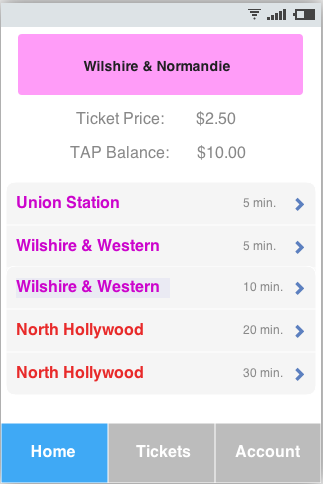 Wilshire & Normandie
Ticket Price: $2.50
TAP Balance: $10.00
Union Station 5 min.
Wilshire & Western 5 min.
Wilshire & Western 10 min.
North Hollywood 20 min.
North Hollywood 30 min.
Home Tickets Account